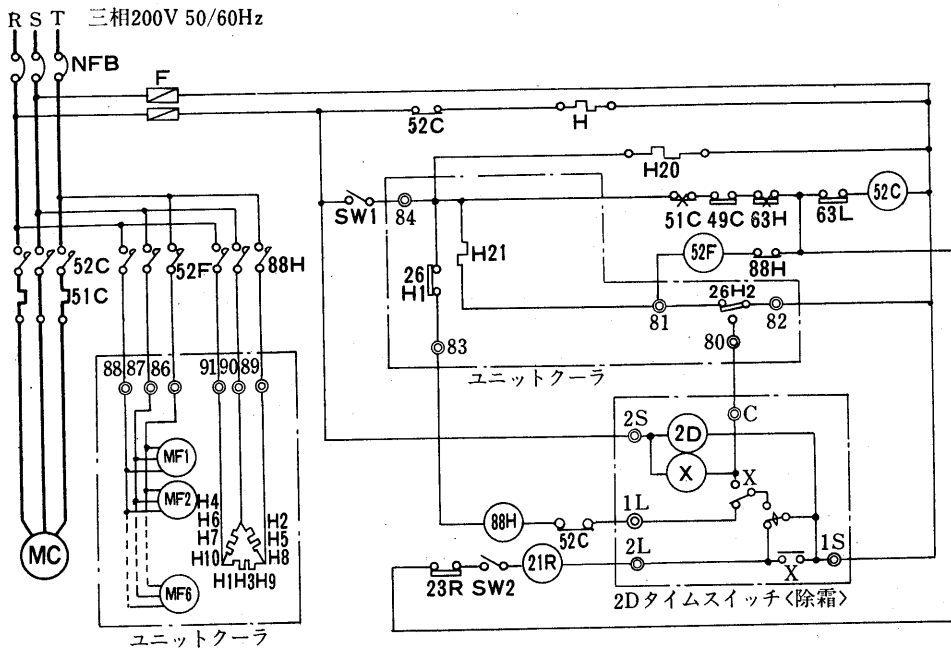 R S T 三相200V 50/60Hz
NFB
F
52C
H
H20
SW1
84
51C
49C
63H
63L
52C
H21
52F
88H
26
H1
26H2
81
82
83
80
ユニットクーラ
52C
51C
52F
88H
88 87 86
91 90 89
MF1
MF2
MF6
H4
H6
H7
H10
H2
H5
H8
H1H3H9
MC
ユニットクーラ
2S
2D
X
C
X
1L
88H
52C
2L
21R
23R
SW2
X
1S
2Dタイムスイッチ<除霜>